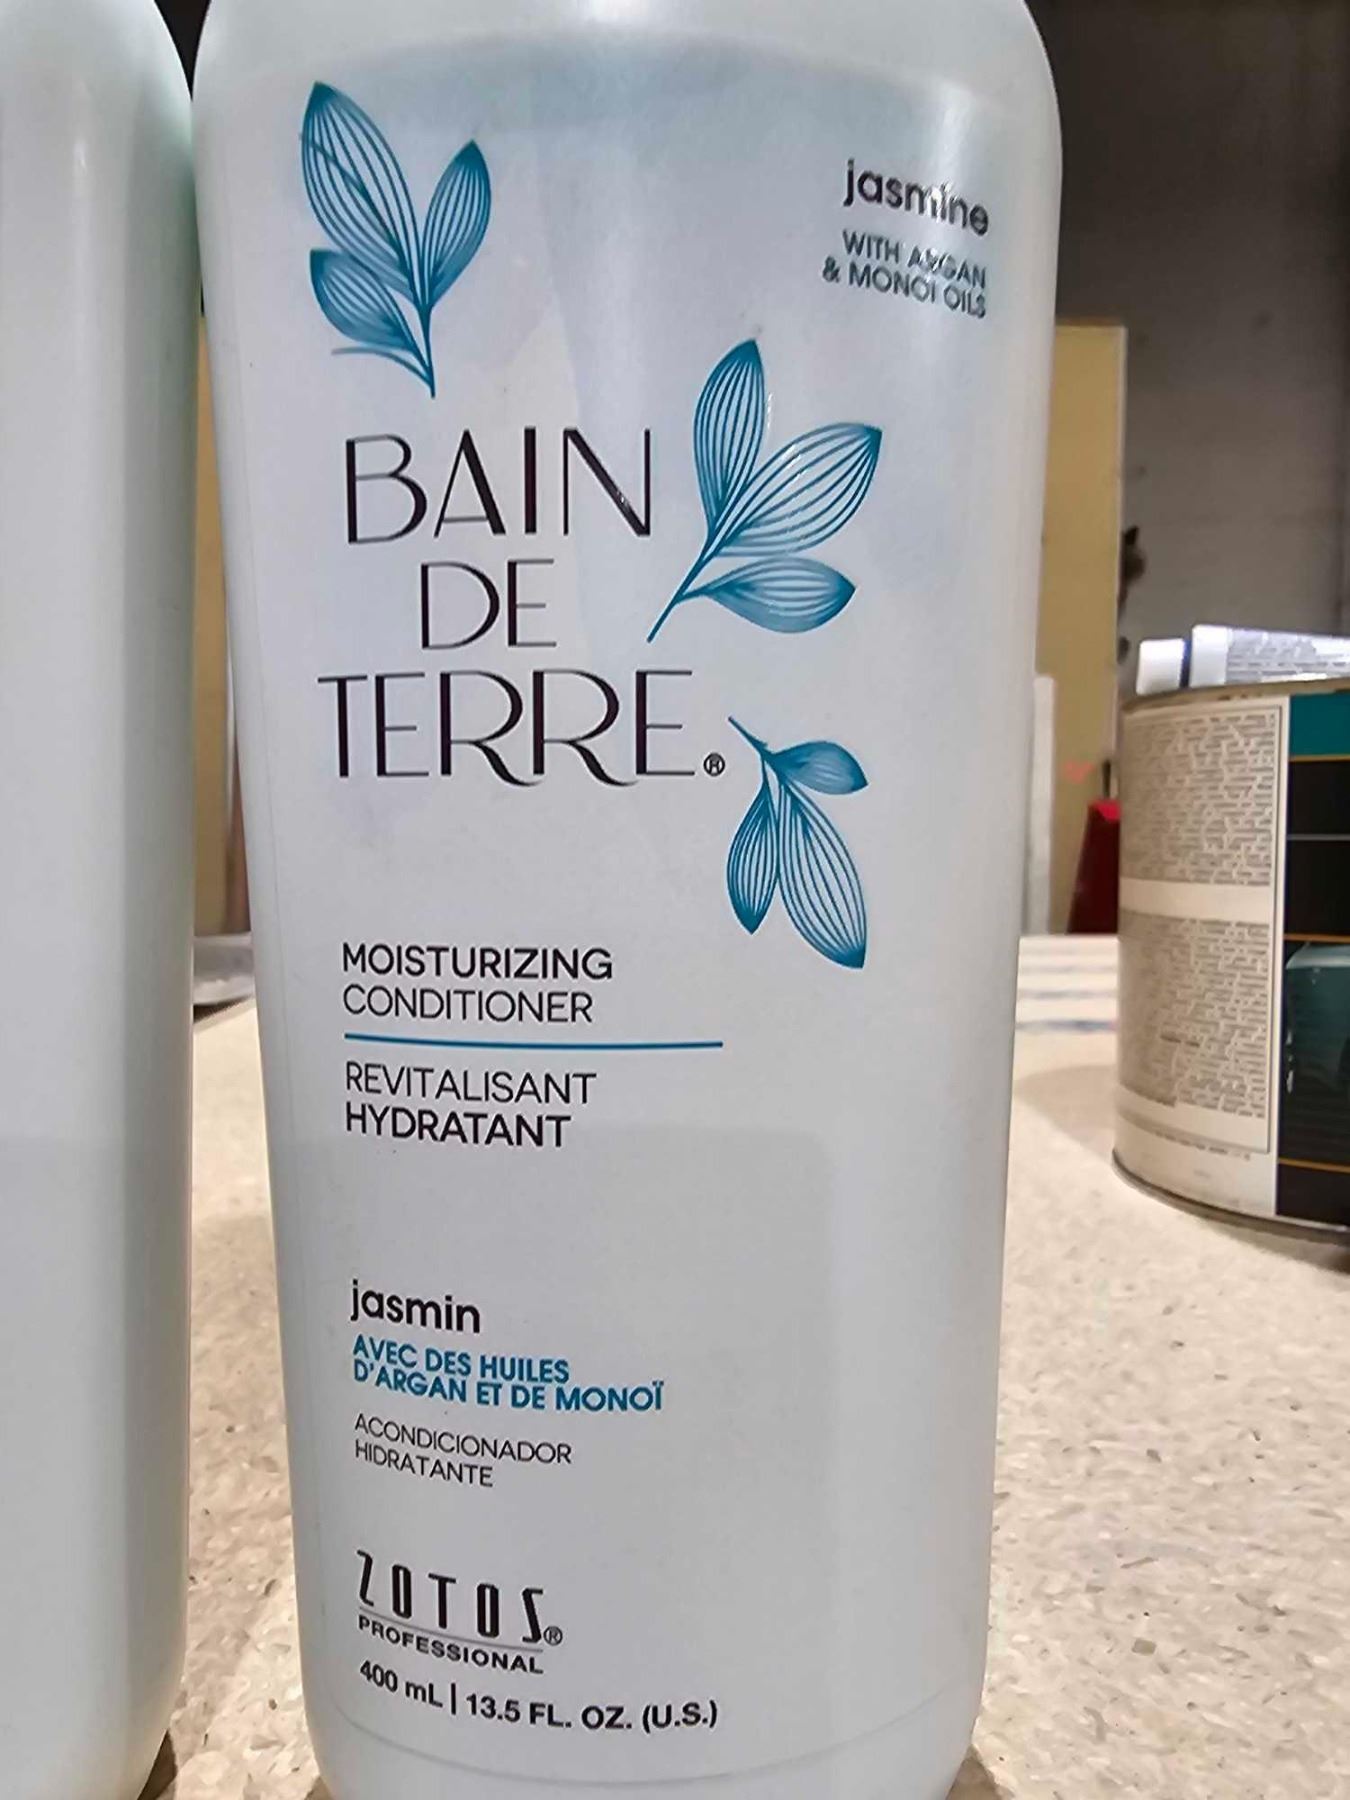 jasmine
WITH ARGAN
& MONOI OILS
BAIN
DE
TERRE®
MOISTURIZING
CONDITIONER
REVITALISANT
HYDRATANT
jasmin
AVEC DES HUILES
D'ARGAN ET DE MONOÏ
ACONDICIONADOR
HIDRATANTE
ZOTOS®
PROFESSIONAL
400 mL | 13.5 FL. OZ. (U.S.)